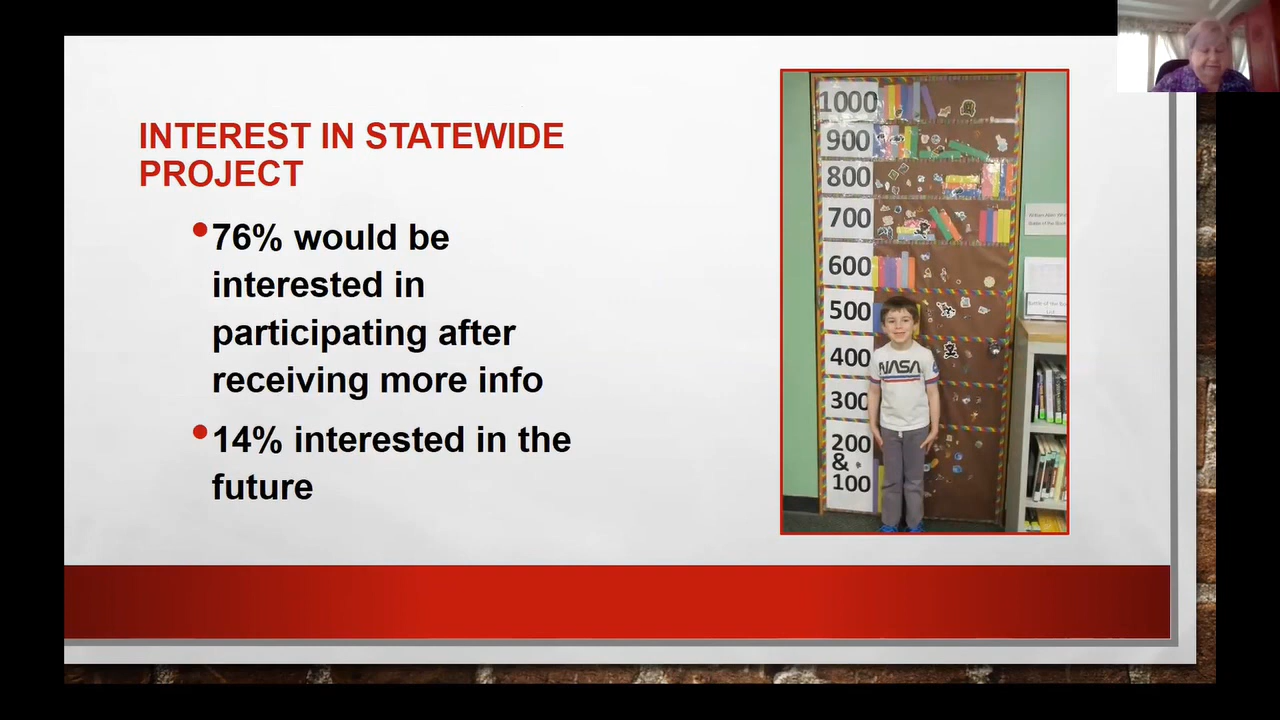 INTEREST IN STATEWIDE
PROJECT
•76% would be
interested in
participating after
receiving more info
•14% interested in the
future
1000
900
800
700
600
500
400
300
200
&
100
NASA